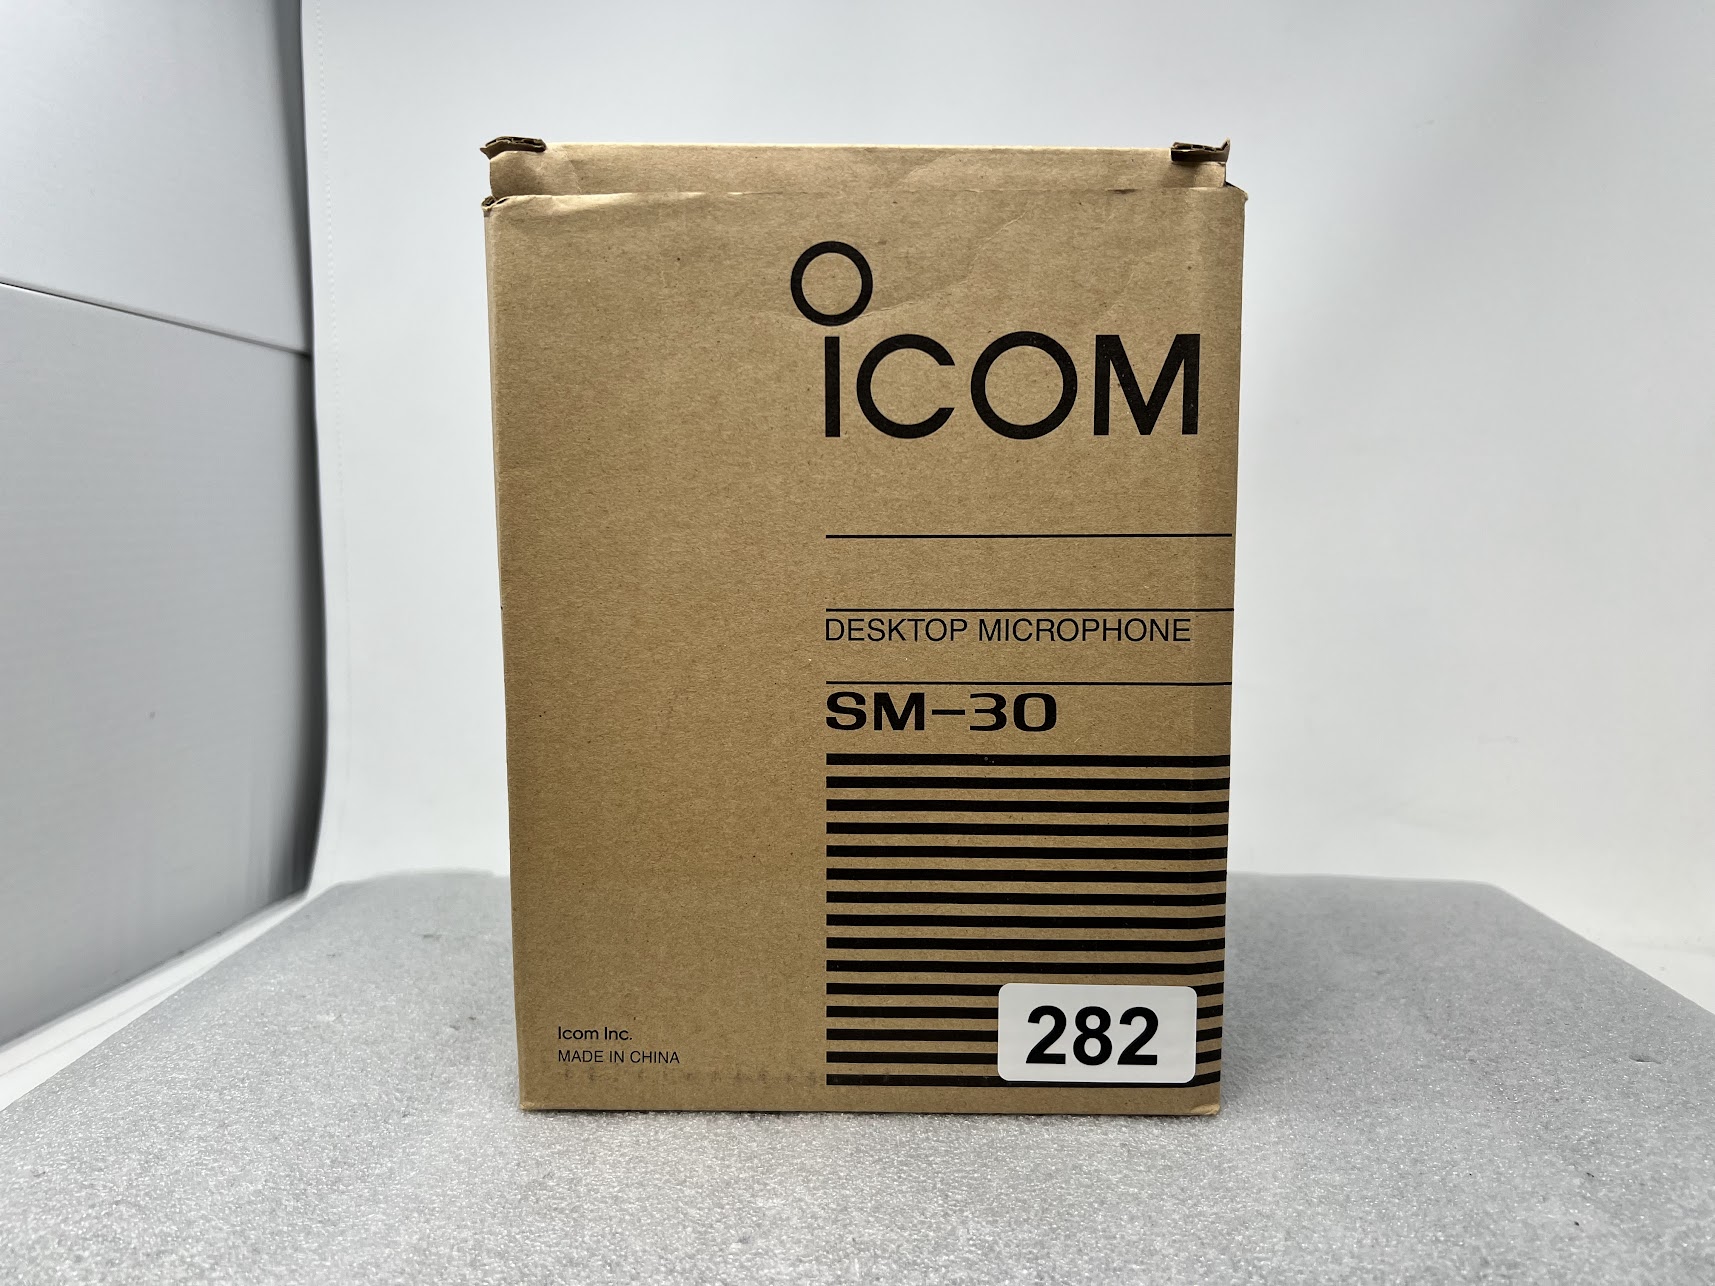 ICOM
DESKTOP MICROPHONE
SM-30
282
Icom Inc.
MADE IN CHINA